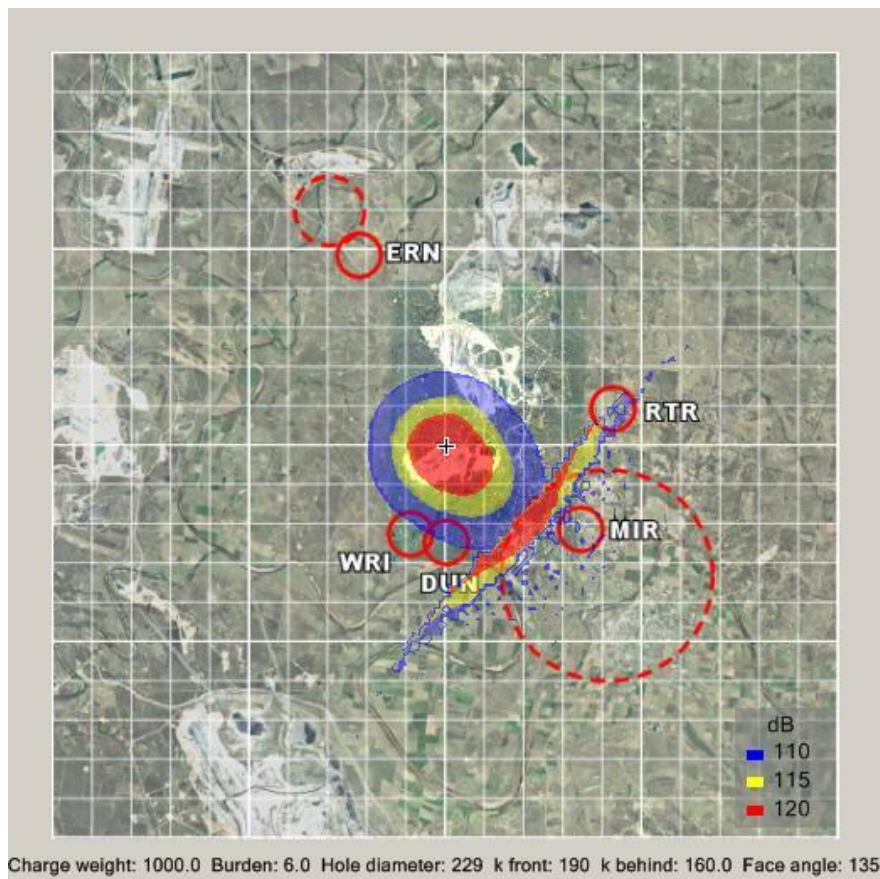 ERN
RTR
MIR
WRI
DUN
dB
110
115
120
Charge weight: 1000.0 Burden: 6.0 Hole diameter: 229 k front: 190 k behind: 160.0 Face angle: 135